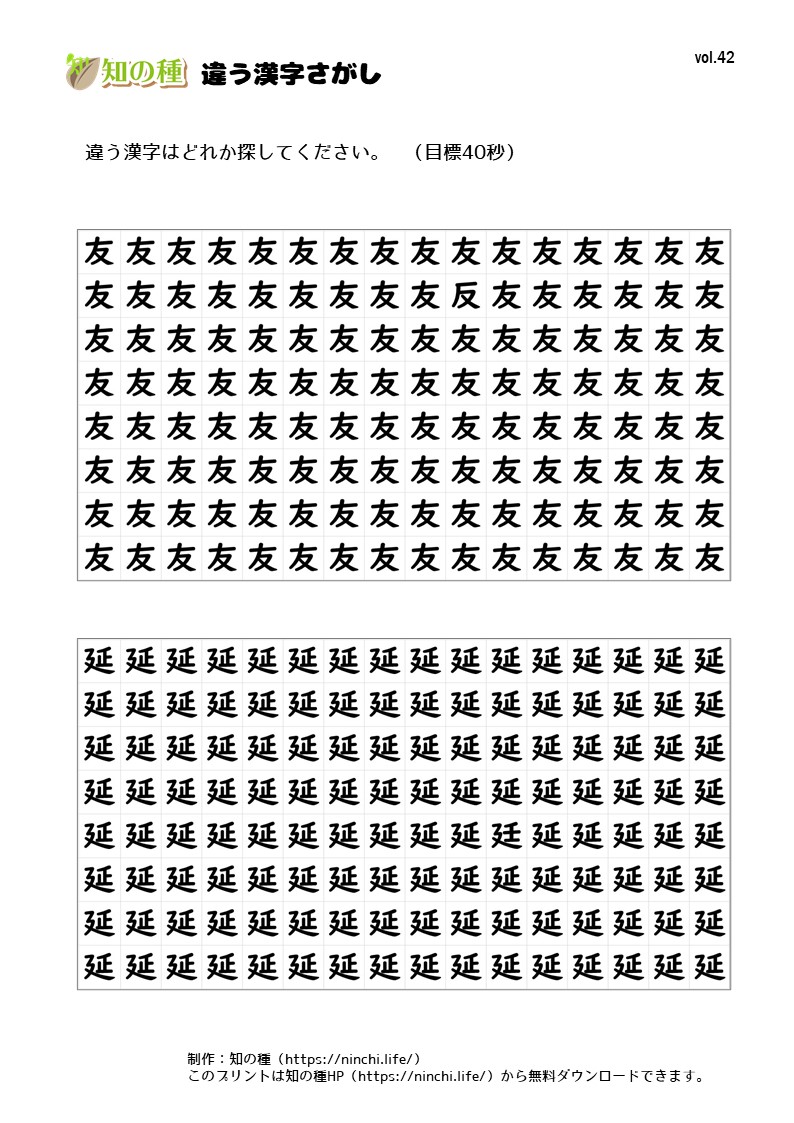 知の種 違う漢字さがし
vol.42
違う漢字はどれか探してください。 （目標40秒）
友友友友友友友友友友友友友友友友
友友友友友友友友友反友友友友友友
友友友友友友友友友友友友友友友友
友友友友友友友友友友友友友友友友
友友友友友友友友友友友友友友友友
友友友友友友友友友友友友友友友友
友友友友友友友友友友友友友友友友
友友友友友友友友友友友友友友友友
延延延延延延延延延延延延延延延延
延延延延延延延延延延延延延延延延
延延延延延延延延延延延延延延延延
延延延延延延延延延延延延延延延延
延延延延延延延延延延廷延延延延延
延延延延延延延延延延延延延延延延
延延延延延延延延延延延延延延延延
延延延延延延延延延延延延延延延延
制作：知の種（https://ninchi.life/）
このプリントは知の種HP（https://ninchi.life/）から無料ダウンロードできます。